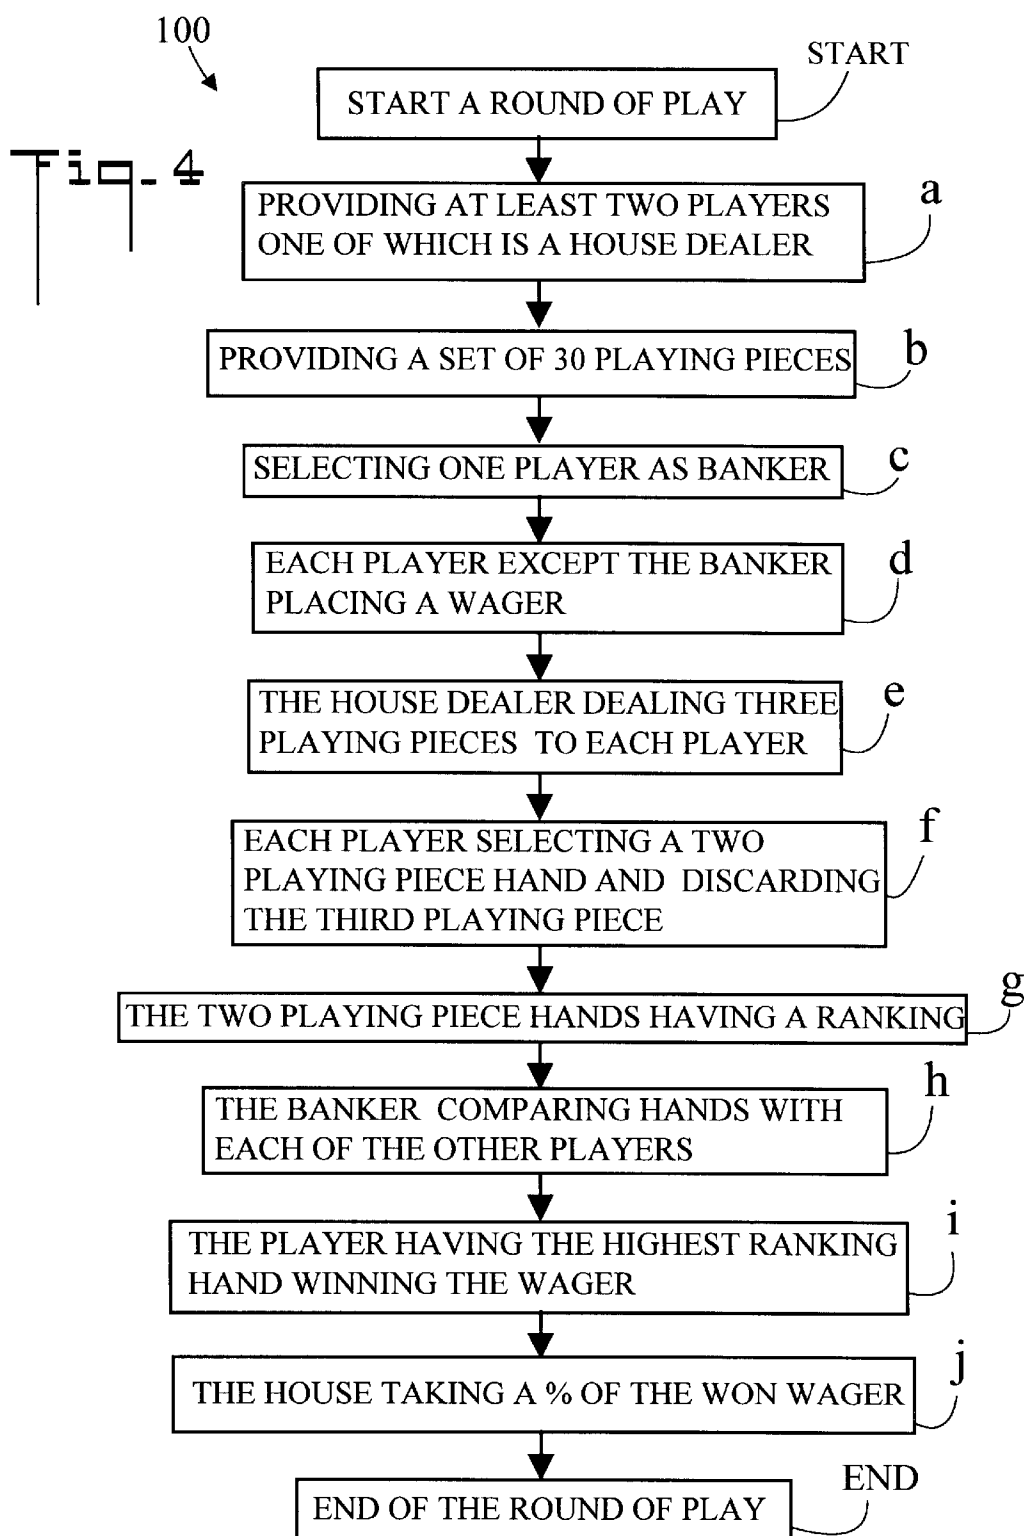 100
START
START A ROUND OF PLAY
Fig. 4
a
PROVIDING AT LEAST TWO PLAYERS
ONE OF WHICH IS A HOUSE DEALER
b
PROVIDING A SET OF 30 PLAYING PIECES
c
SELECTING ONE PLAYER AS BANKER
d
EACH PLAYER EXCEPT THE BANKER
PLACING A WAGER
e
THE HOUSE DEALER DEALING THREE
PLAYING PIECES TO EACH PLAYER
f
EACH PLAYER SELECTING A TWO
PLAYING PIECE HAND AND DISCARDING
THE THIRD PLAYING PIECE
g
THE TWO PLAYING PIECE HANDS HAVING A RANKING
h
THE BANKER COMPARING HANDS WITH
EACH OF THE OTHER PLAYERS
i
THE PLAYER HAVING THE HIGHEST RANKING
HAND WINNING THE WAGER
j
THE HOUSE TAKING A % OF THE WON WAGER
END
END OF THE ROUND OF PLAY